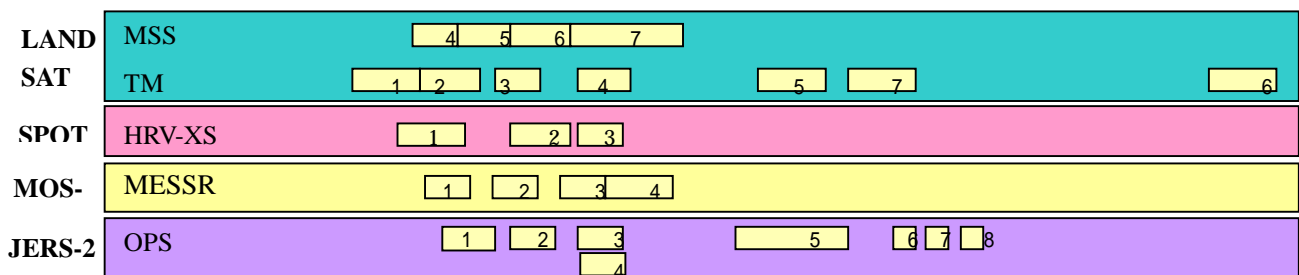 LAND MSS 4 5 6 7
SAT TM 1 2 3 4 5 7 6
SPOT HRV-XS 1 2 3
MOS- MESSR 1 2 3 4
JERS-2 OPS 1 2 3 5 6 7 8
4